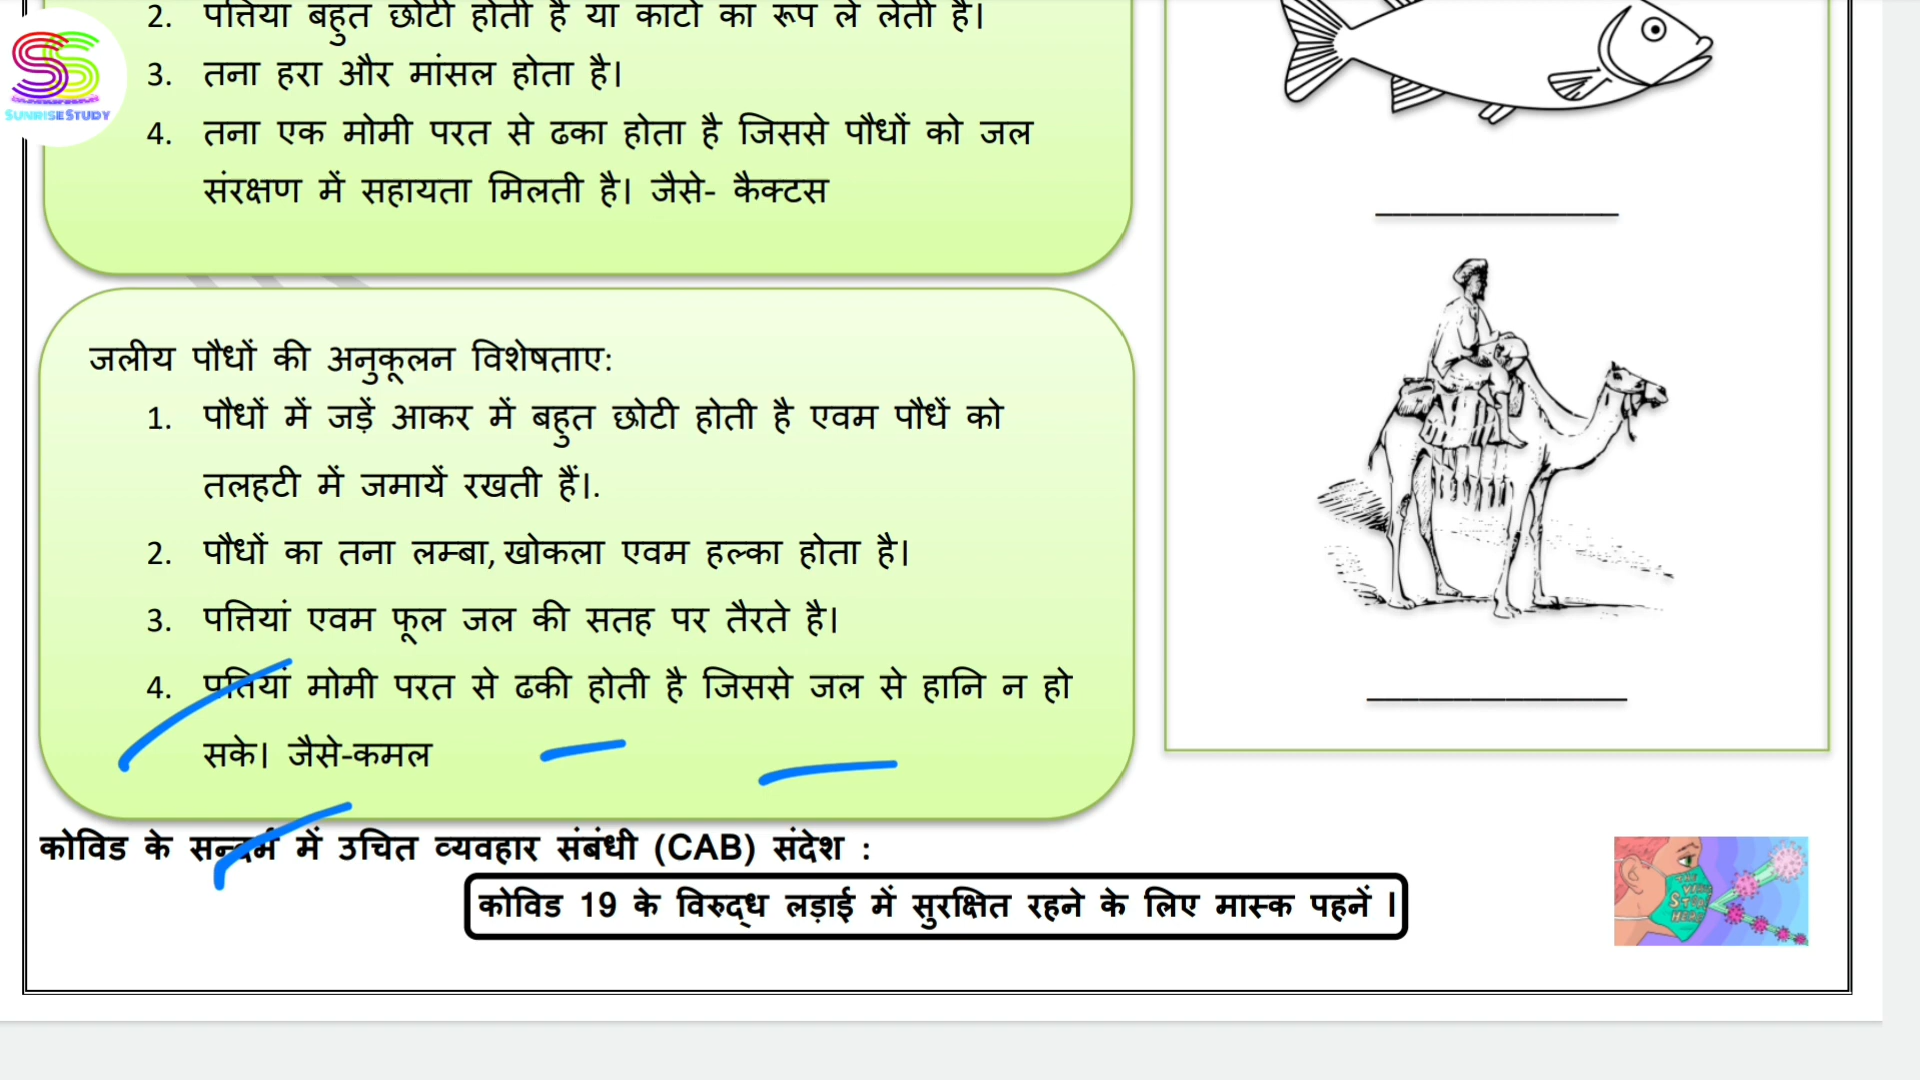 2. पत्तियां बहुत छोटी होती है या कांटों का रूप ले लेती है।
3. तना हरा और मांसल होता है।
4. तना एक मोमी परत से ढका होता है जिससे पौधों को जल
संरक्षण में सहायता मिलती है। जैसे- कैक्टस
SUNRISE STUDY
जलीय पौधों की अनुकूलन विशेषताए:
1. पौधों में जड़ें आकर में बहुत छोटी होती है एवम पौधें को
तलहटी में जमायें रखती हैं।.
2. पौधों का तना लम्बा, खोकला एवम हल्का होता है।
3. पत्तियां एवम फूल जल की सतह पर तैरते है।
4. पत्तियां मोमी परत से ढकी होती है जिससे जल से हानि न हो
सके। जैसे-कमल
कोविड के सन्दर्भ में उचित व्यवहार संबंधी (CAB) संदेश :
कोविड 19 के विरुद्ध लड़ाई में सुरक्षित रहने के लिए मास्क पहनें ।